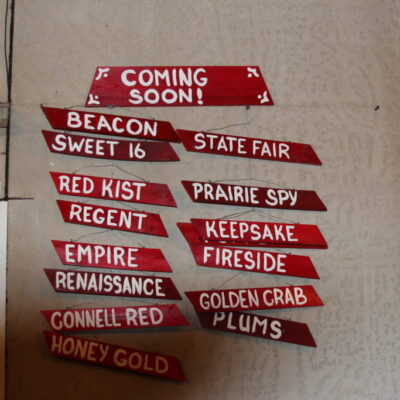 COMING
SOON!
BEACON
SWEET 16
RED KIST
REGENT
EMPIRE
RENAISSANCE
CONNELL RED
HONEY GOLD
STATE FAIR
PRAIRIE SPY
KEEPSAKE
FIRESIDE
GOLDEN CRAB
PLUMS